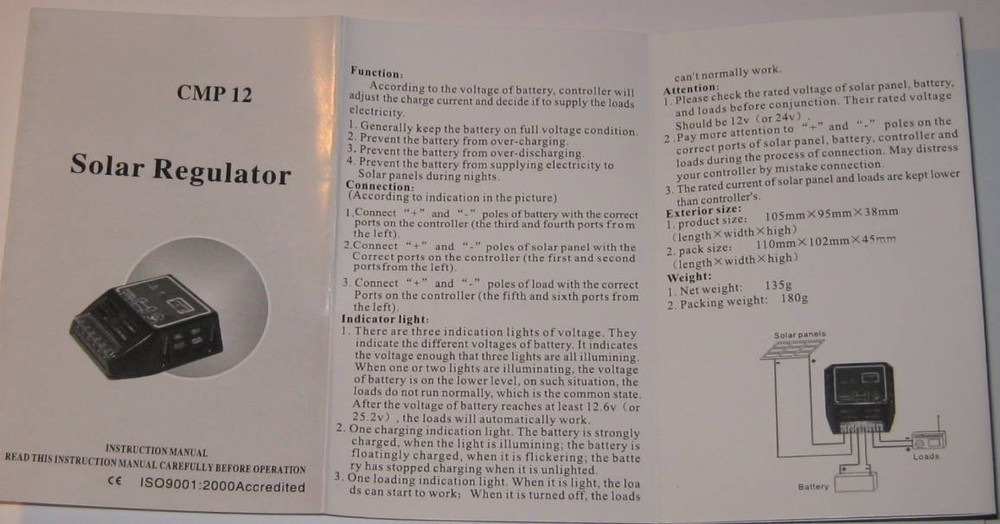 CMP 12
Solar Regulator
INSTRUCTION MANUAL
READ THIS INSTRUCTION MANUAL CAREFULLY BEFORE OPERATION
CE ISO9001:2000Accredited
Function:
According to the voltage of battery, controller will
adjust the charge current and decide if to supply the loads
electricity.
1. Generally keep the battery on full voltage condition.
2. Prevent the battery from over-charging.
3. Prevent the battery from over-discharging.
4. Prevent the battery from supplying electricity to
Solar panels during nights.
Connection:
(According to indication in the picture)
1.Connect "+" and "-" poles of battery with the correct
ports on the controller (the third and fourth ports from
the left).
2.Connect "+" and "-" poles of solar panel with the
Correct ports on the controller (the first and second
portsfrom the left).
3. Connect "+" and "-" poles of load with the correct
Ports on the controller (the fifth and sixth ports from
the left).
Indicator light:
1. There are three indication lights of voltage. They
indicate the different voltages of battery. It indicates
the voltage enough that three lights are all illumining.
When one or two lights are illuminating, the voltage
of battery is on the lower level, on such situation, the
loads do not run normally, which is the common state.
After the voltage of battery reaches at least 12.6v (or
25.2v), the loads will automatically work.
2. One charging indication light. The battery is strongly
charged, when the light is illumining; the battery is
floatingly charged, when it is flickering; the batte
ry has stopped charging when it is unlighted.
3. One loading indication light. When it is light, the loa
ds can start to work; When it is turned off, the loads
can't normally work.
Attention:
1. Please check the rated voltage of solar panel, battery,
and loads before conjunction. Their rated voltage
Should be 12v (or 24v).
2.Pay more attention to "+" and "-" poles on the
correct ports of solar panel, battery, controller and
loads during the process of connection. May distress
your controller by mistake connection.
3. The rated current of solar panel and loads are kept lower
than controller's.
Exterior size:
1. product size: 105mm×95mm×38mm
(length×width×high)
2. pack size: 110mm×102mm×45mm
(length×width×high)
Weight:
1. Net weight: 135g
2. Packing weight: 180g
Solar panels
Loads
Battery